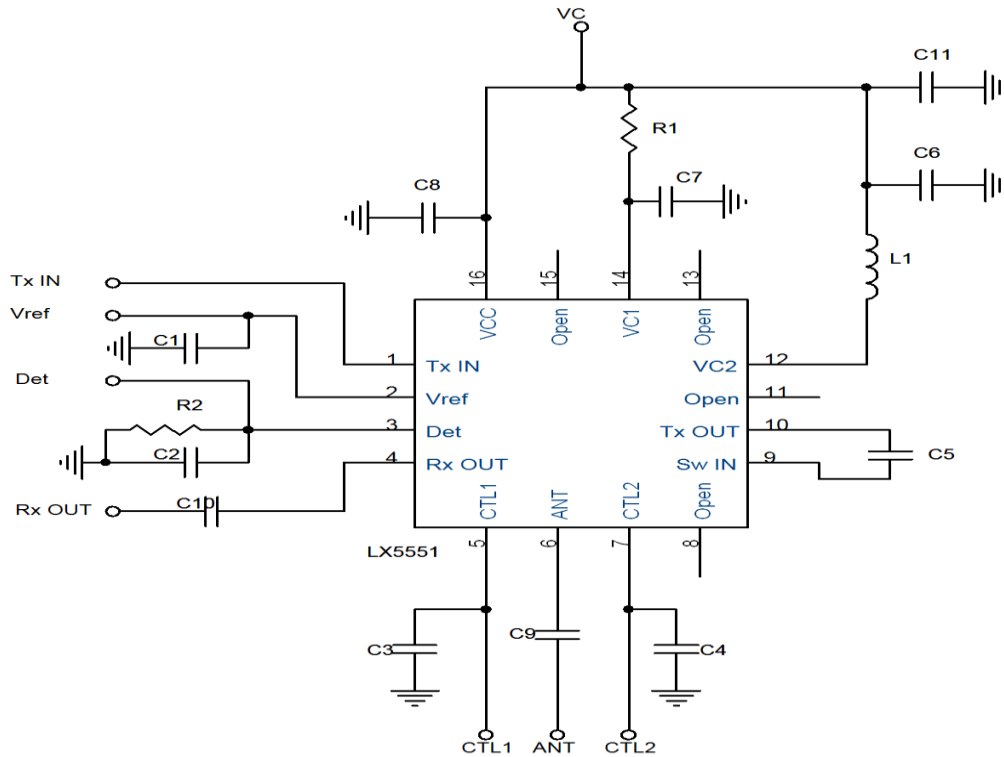 VC
C11
R1
C6
C8
C7
L1
16
15
14
13
Tx IN
Vref
C1
Det
R2
C2
Rx OUT
C10
VCC
Open
VC1
Open
1
Tx IN
VC2
12
2
Vref
Open
11
3
Det
Tx OUT
10
4
Rx OUT
Sw IN
9
C5
CTL1
ANT
CTL2
Open
LX5551
5
6
7
8
C3
C9
C4
CTL1
ANT
CTL2